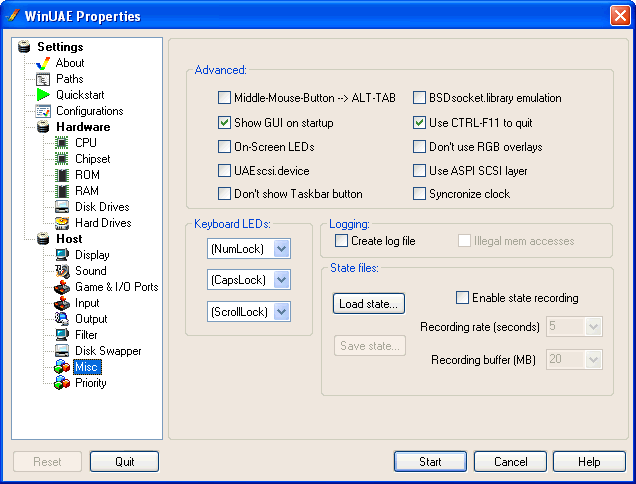 WinUAE Properties
Settings
About
Paths
Quickstart
Configurations
Hardware
CPU
Chipset
ROM
RAM
Disk Drives
Hard Drives
Host
Display
Sound
Game & I/O Ports
Input
Output
Filter
Disk Swapper
Misc
Priority
Advanced:
Middle-Mouse-Button --> ALT-TAB
BSDsocket.library emulation
Show GUI on startup
Use CTRL-F11 to quit
On-Screen LEDs
Don't use RGB overlays
UAEscsi.device
Use ASPI SCSI layer
Don't show Taskbar button
Syncronize clock
Keyboard LEDs:
(NumLock)
(CapsLock)
(ScrollLock)
Logging:
Create log file
Illegal mem accesses
State files:
Load state...
Enable state recording
Recording rate (seconds)
5
Save state...
Recording buffer (MB)
20
Reset
Quit
Start
Cancel
Help